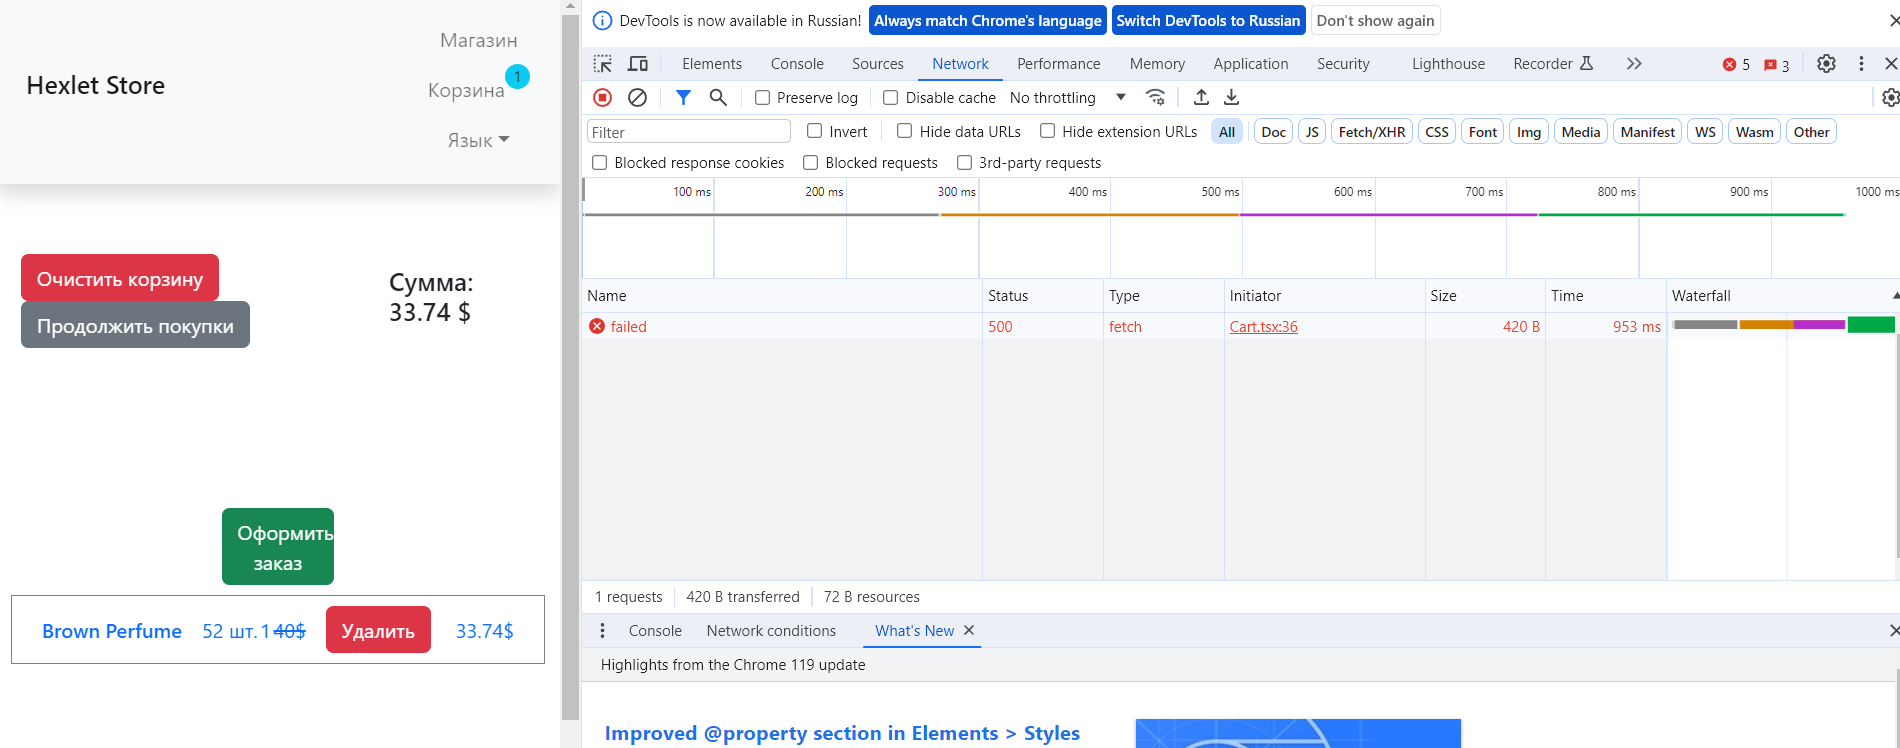 Магазин
Hexlet Store
Корзина 1
Язык
Очистить корзину
Продолжить покупки
Сумма:
33.74 $
Оформить
заказ
Brown Perfume 52 шт. 1 40$ Удалить 33.74$
DevTools is now available in Russian! Always match Chrome's language Switch DevTools to Russian Don't show again
Elements Console Sources Network Performance Memory Application Security Lighthouse Recorder 5 3
Preserve log Disable cache No throttling
Filter Invert Hide data URLs Hide extension URLs All Doc JS Fetch/XHR CSS Font Img Media Manifest WS Wasm Other
Blocked response cookies Blocked requests 3rd-party requests
100 ms 200 ms 300 ms 400 ms 500 ms 600 ms 700 ms 800 ms 900 ms 1000 ms
Name Status Type Initiator Size Time Waterfall
failed 500 fetch Cart.tsx:36 420 B 953 ms
1 requests 420 B transferred 72 B resources
Console Network conditions What's New
Highlights from the Chrome 119 update
Improved @property section in Elements > Styles